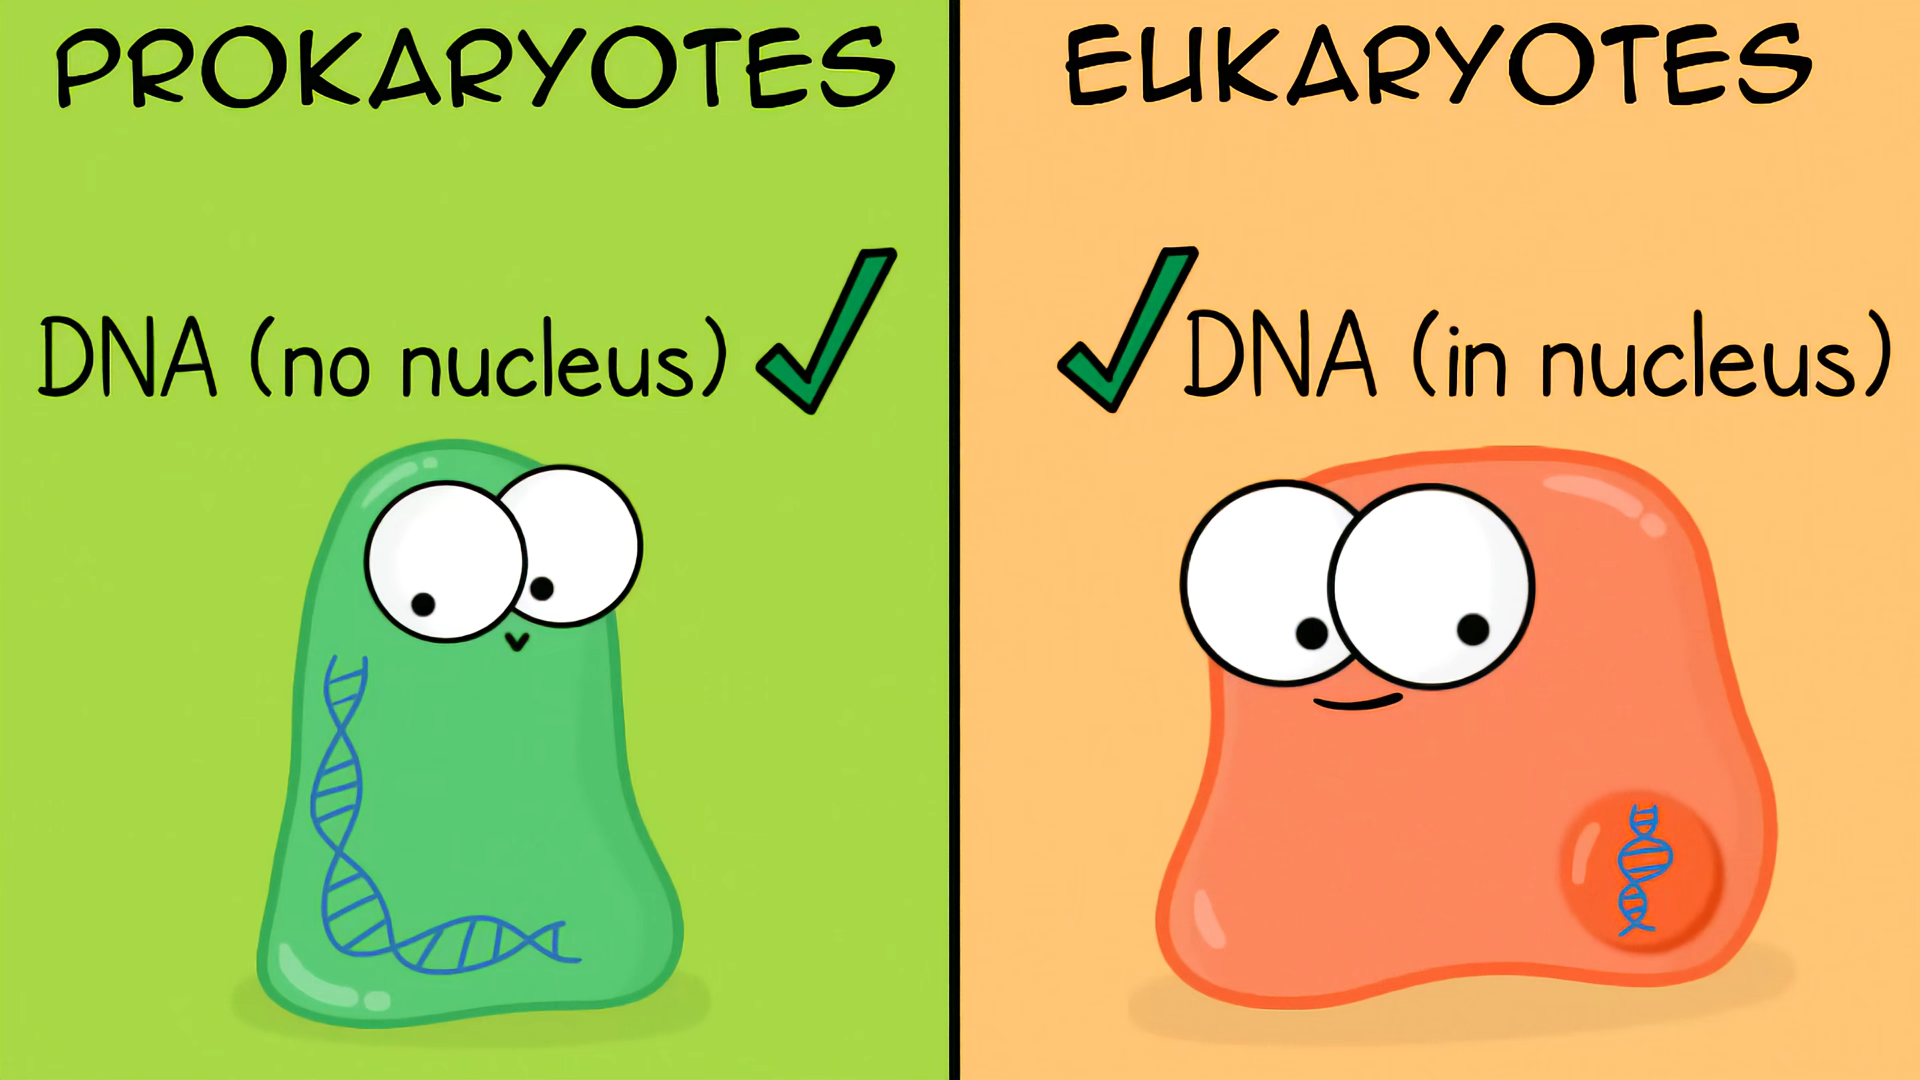 PROKARYOTES
DNA (no nucleus)
EUKARYOTES
DNA (in nucleus)